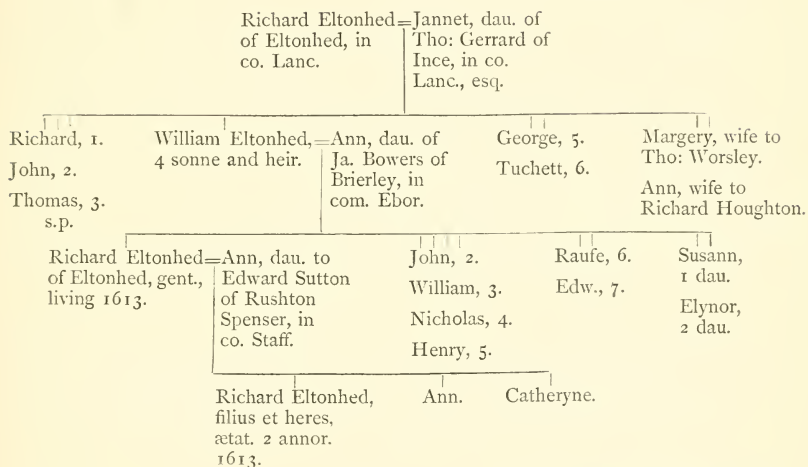 Richard Eltonhed=Jannet, dau. of
of Eltonhed, in Tho: Gerrard of
co. Lanc. Ince, in co.
Lanc., esq.
Richard, 1.
John, 2.
Thomas, 3.
s.p.
William Eltonhed,=Ann, dau. of
4 sonne and heir. Ja. Bowers of
Brierley, in
com. Ebor.
George, 5.
Tuchett, 6.
Margery, wife to
Tho: Worsley.
Ann, wife to
Richard Houghton.
Richard Eltonhed=Ann, dau. to
of Eltonhed, gent., Edward Sutton
living 1613. of Rushton
Spenser, in
co. Staff.
John, 2.
William, 3.
Nicholas, 4.
Henry, 5.
Raufe, 6.
Edw., 7.
Susann,
1 dau.
Elynor,
2 dau.
Richard Eltonhed,
filius et heres,
ætat. 2 annor.
1613.
Ann.
Catheryne.